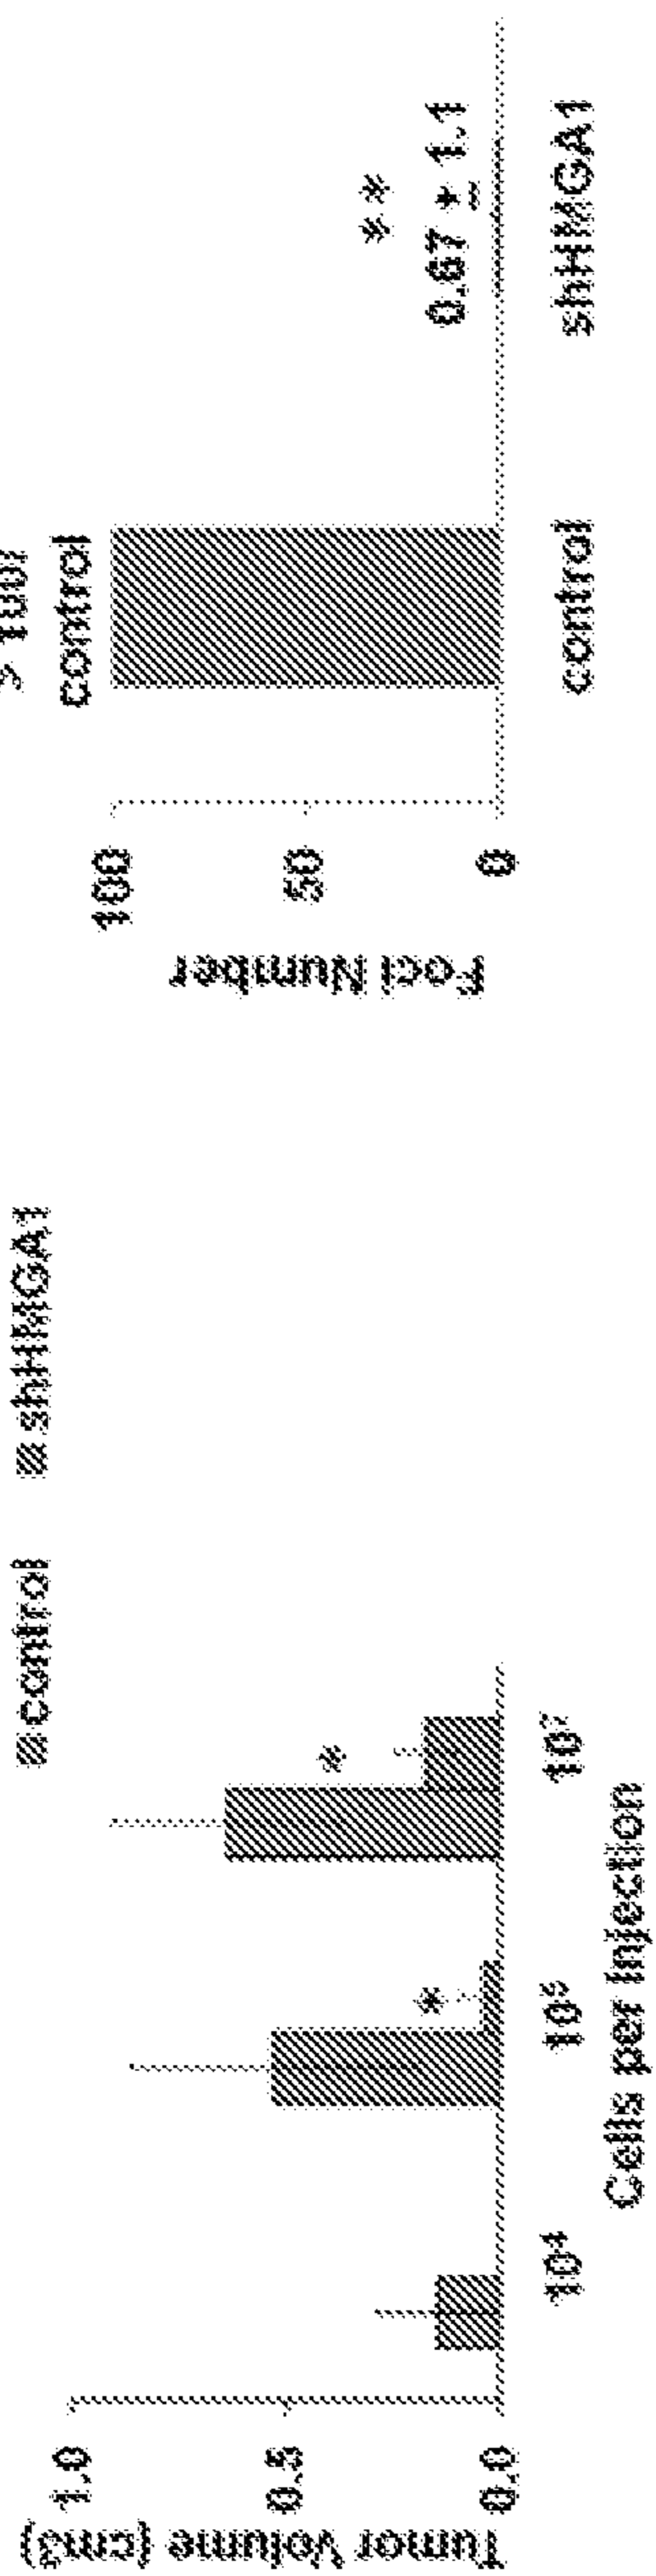 control shHMGA1
Tumor Volume (cm3)
1.0
0.5
0.0
*
*
10⁴ 10⁵ 10⁷
Cells per Injection
> 100/
control
Foci Number
100
50
0
**
0.67 ± 1.1
control shHMGA1